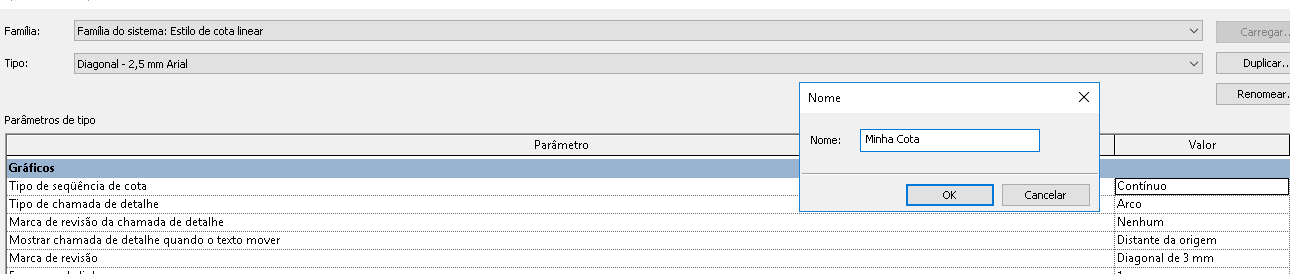 Família:
Família do sistema: Estilo de cota linear
Carregar..
Tipo:
Diagonal - 2,5 mm Arial
Duplicar..
Renomear.
Nome
Nome:
Minha Cota
OK
Cancelar
Parâmetros de tipo
Parâmetro
Valor
Gráficos
Tipo de seqüência de cota
Contínuo
Tipo de chamada de detalhe
Arco
Marca de revisão da chamada de detalhe
Nenhum
Mostrar chamada de detalhe quando o texto mover
Distante da origem
Marca de revisão
Diagonal de 3 mm